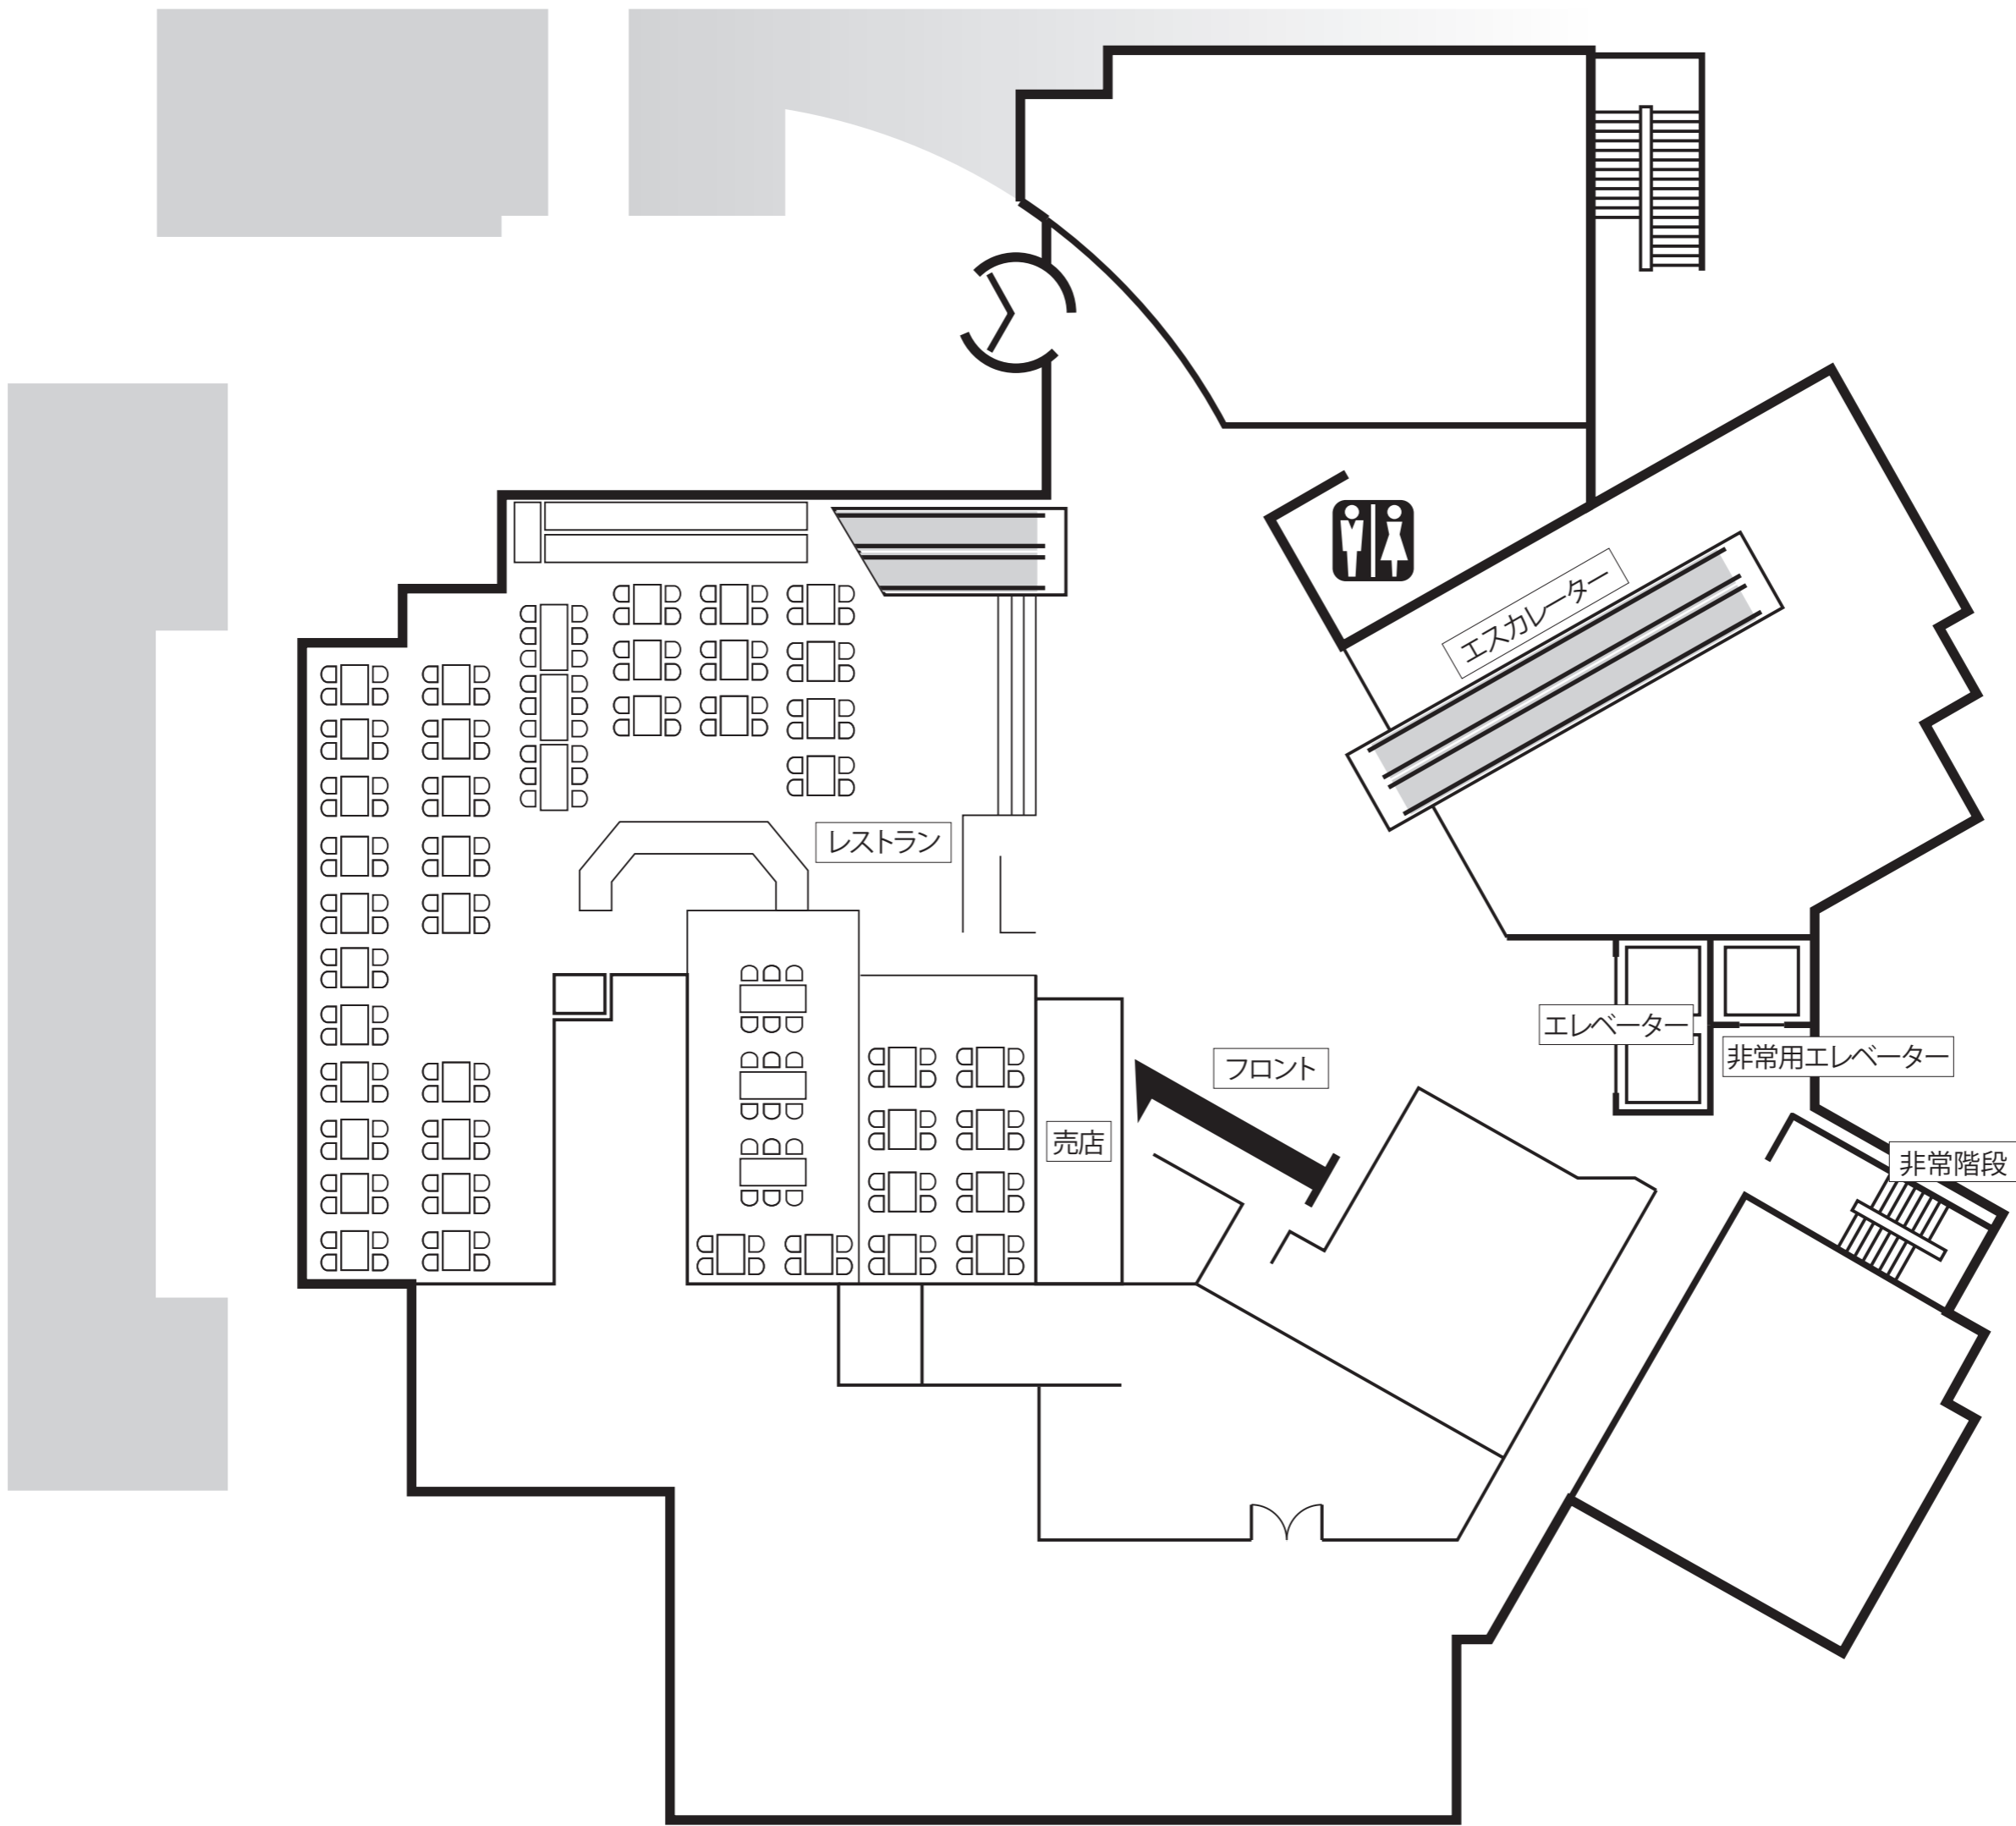 エスカレーター
レストラン
エレベーター
非常用エレベーター
フロント
売店
非常階段